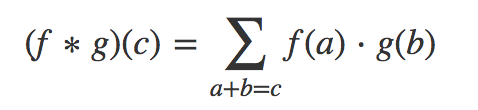 (f ∗ g)(c) = ∑ f(a) · g(b)
a+b=c